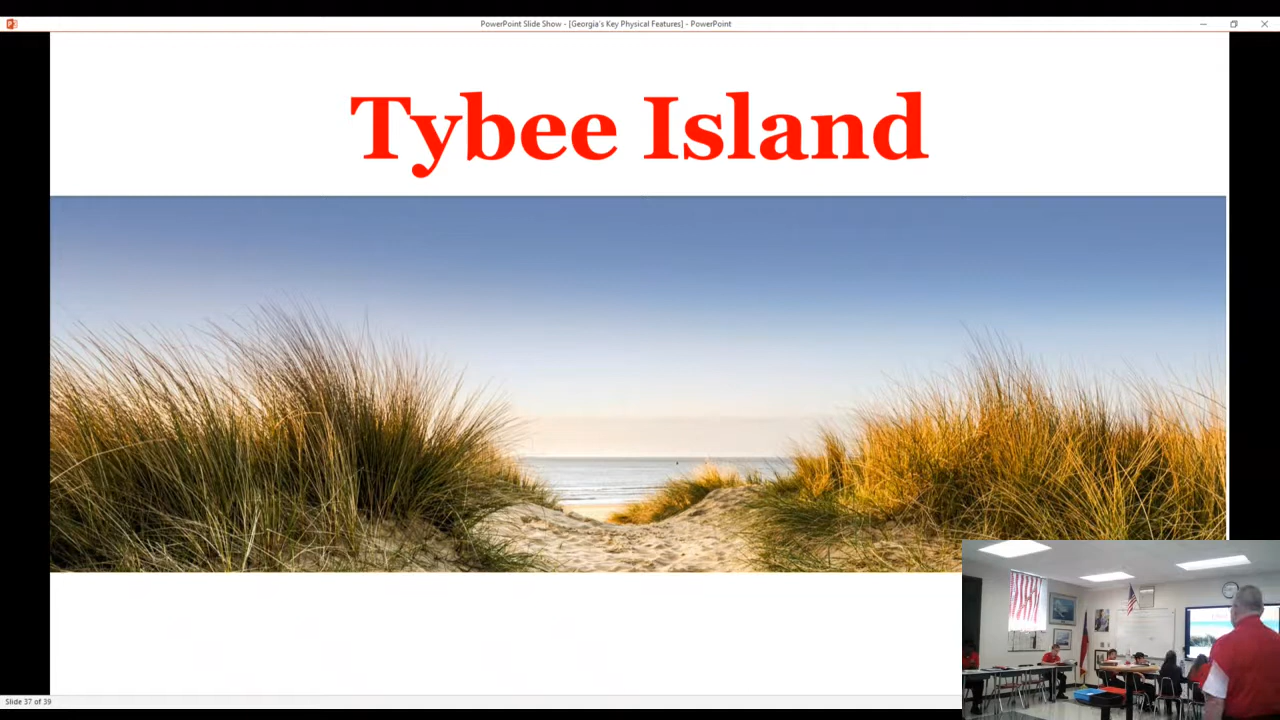 PowerPoint Slide Show - [Georgia's Key Physical Features] - PowerPoint
Tybee Island
Slide 37 of 39